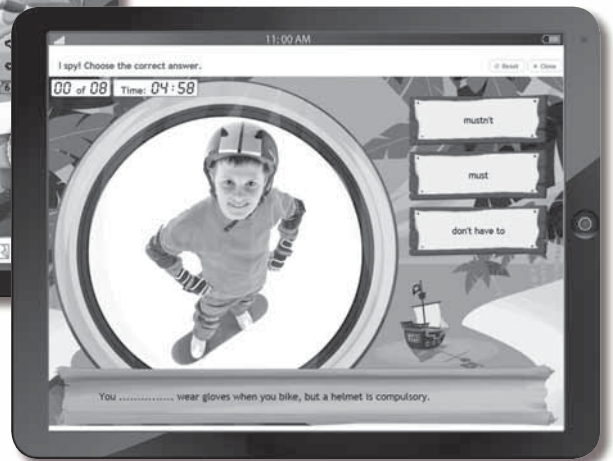 11:00 AM
I spy! Choose the correct answer.
Reset
Close
00 of 08 Time: 04:58
mustn't
must
don't have to
You ............... wear gloves when you bike, but a helmet is compulsory.